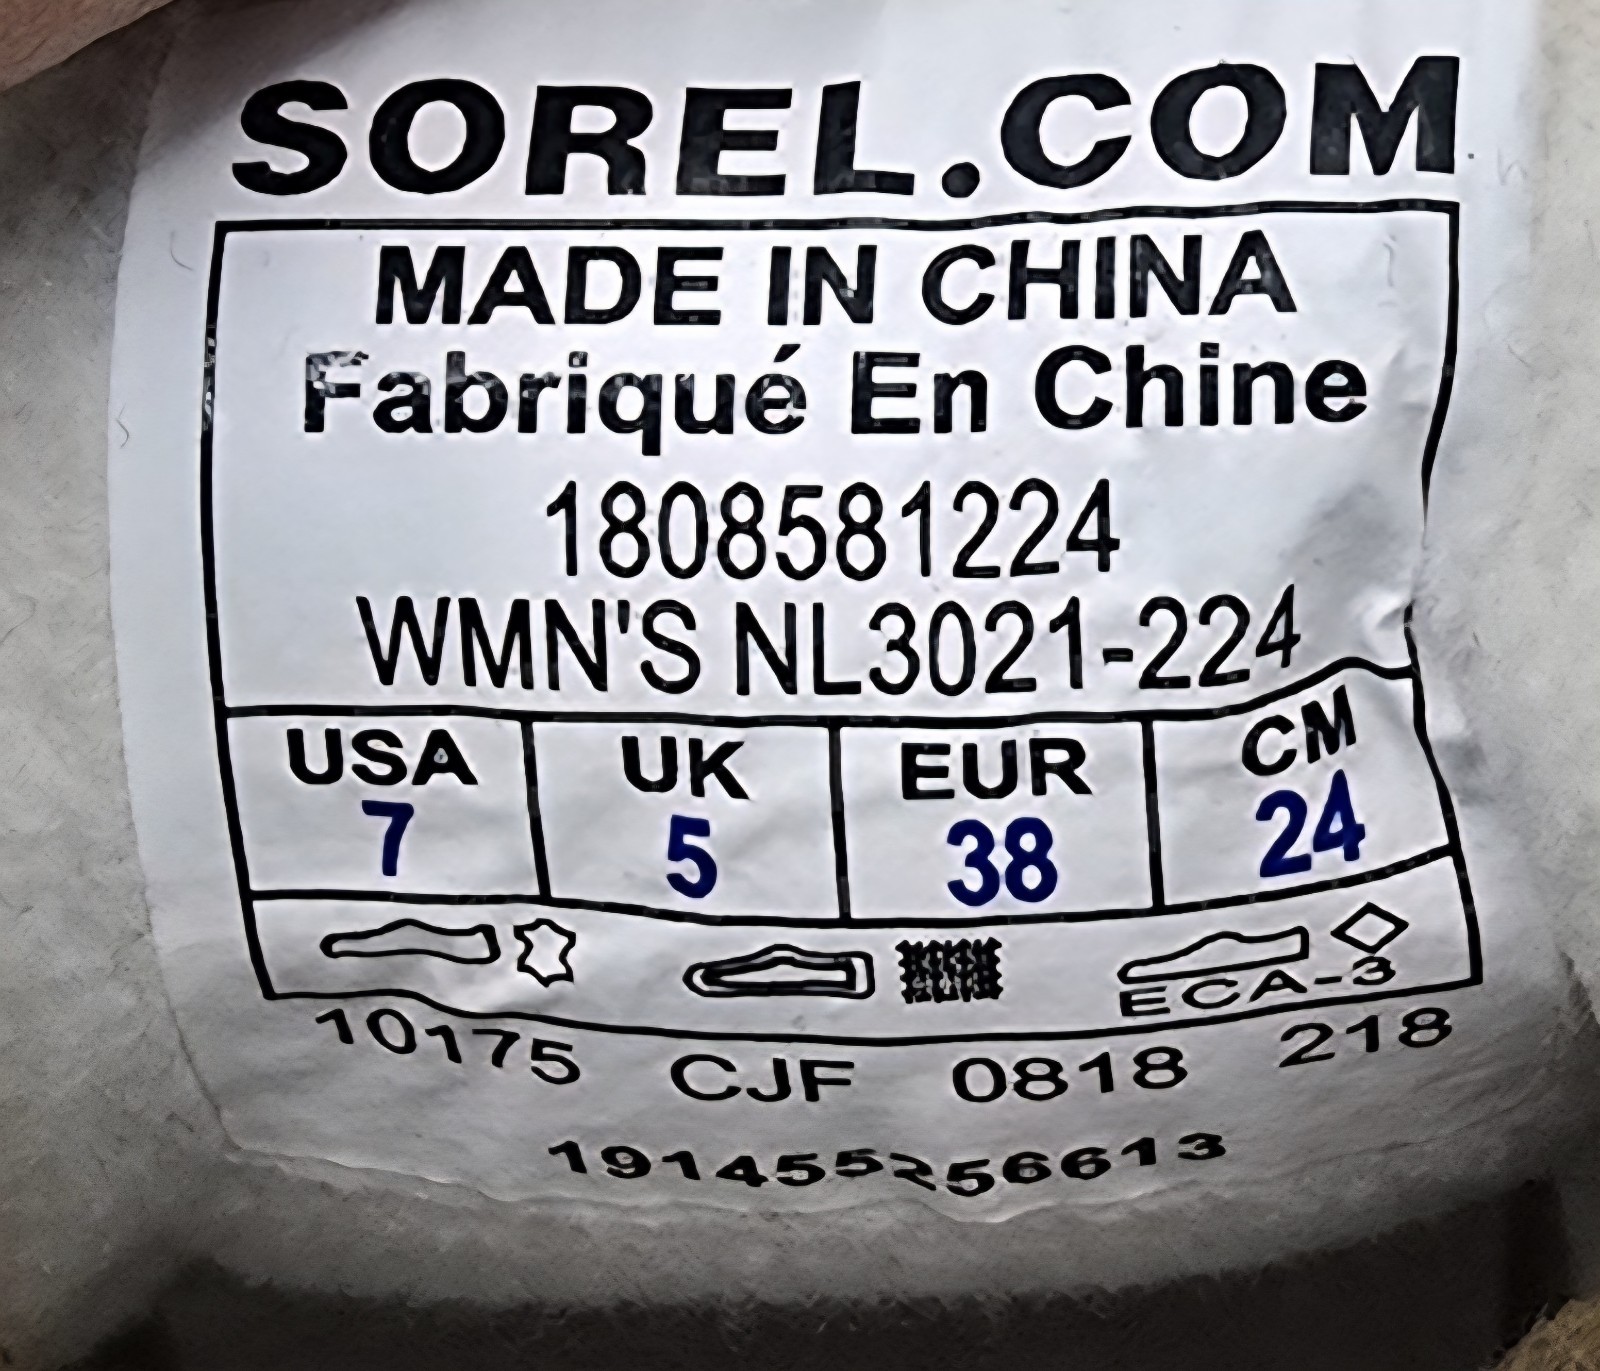 SOREL.COM
MADE IN CHINA
Fabriqué En Chine
1808581224
WMN'S NL3021-224
USA UK EUR CM
7 5 38 24
ECA-3
10175 CJF 0818 218
191455256613